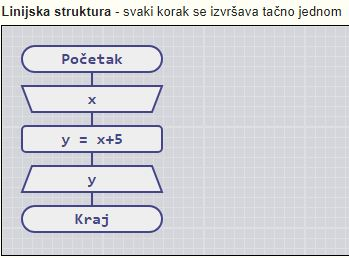 Linijska struktura - svaki korak se izvršava tačno jednom
Početak
x
y = x+5
y
Kraj